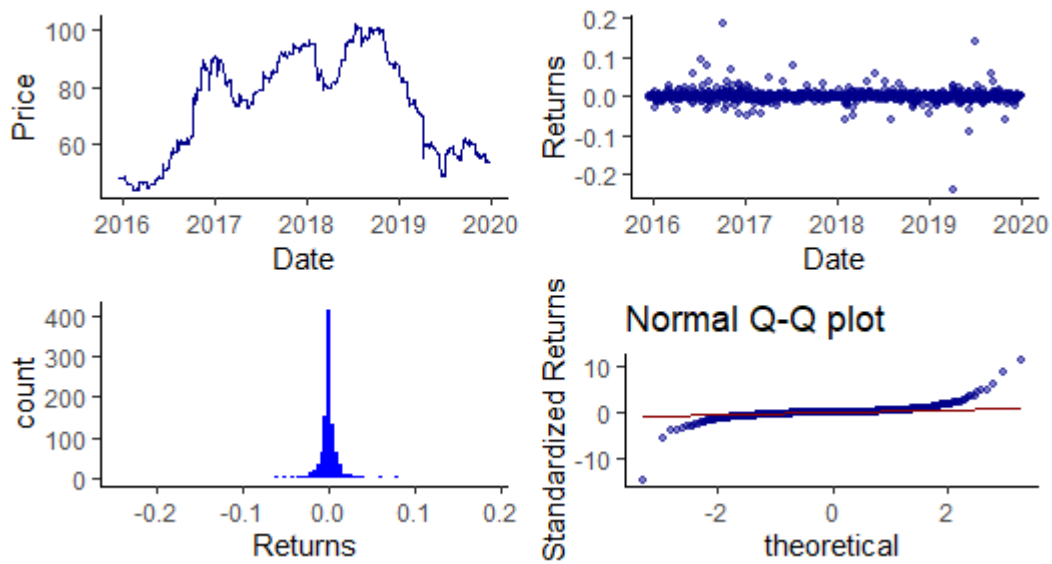 Price
100
80
60
2016 2017 2018 2019 2020
Date
Returns
0.2
0.1
0.0
-0.1
-0.2
2016 2017 2018 2019 2020
Date
count
400
300
200
100
0
-0.2 -0.1 0.0 0.1 0.2
Returns
Normal Q-Q plot
Standardized Returns
10
0
-10
-2 0 2
theoretical